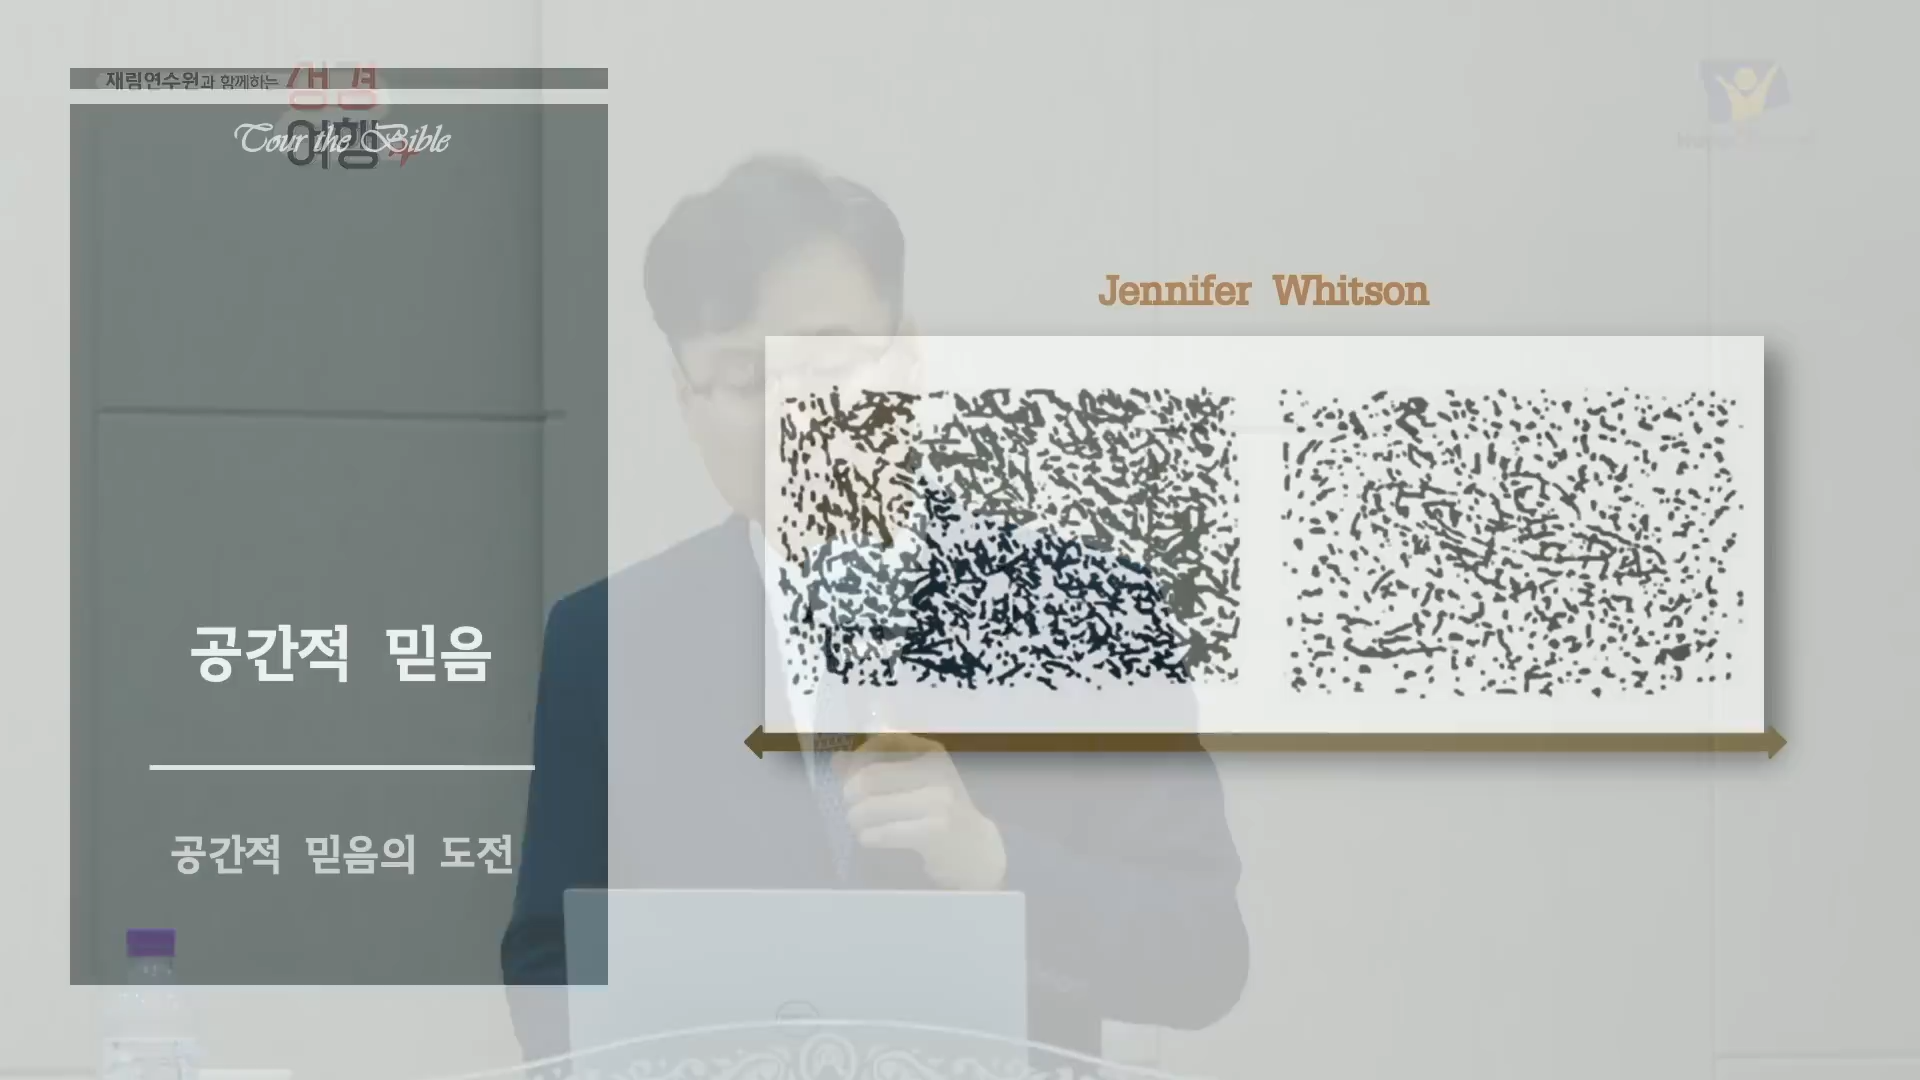 재림연수원과 함께하는
성경
여행
Tour the Bible
Jennifer Whitson
공간적 믿음
공간적 믿음의 도전